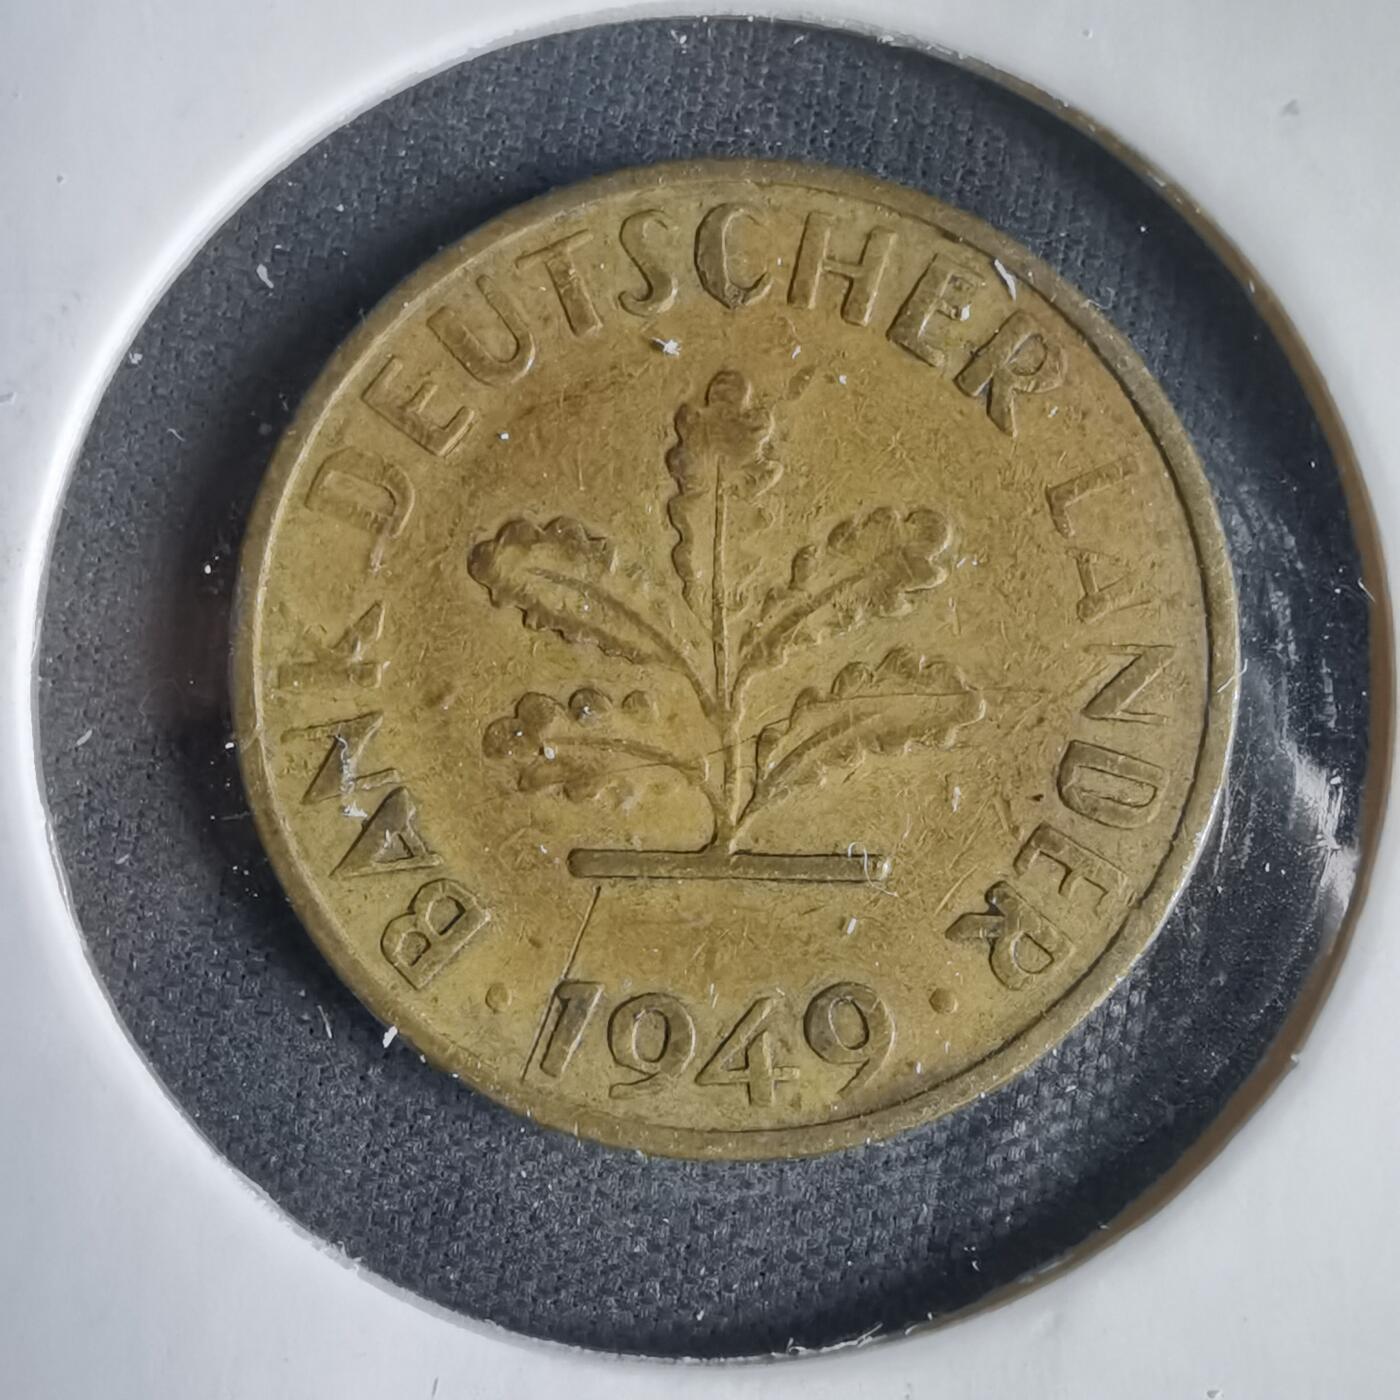 BANK DEUTSCHER LÄNDER
· 1949 ·